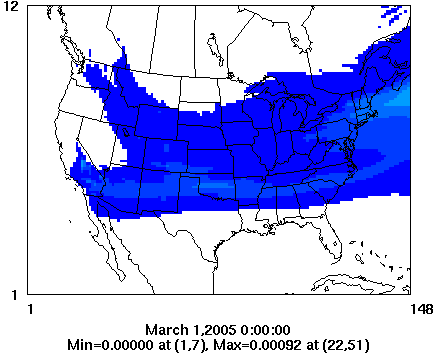 12
1
1
148
March 1,2005 0:00:00
Min=0.00000 at (1,7), Max=0.00092 at (22,51)